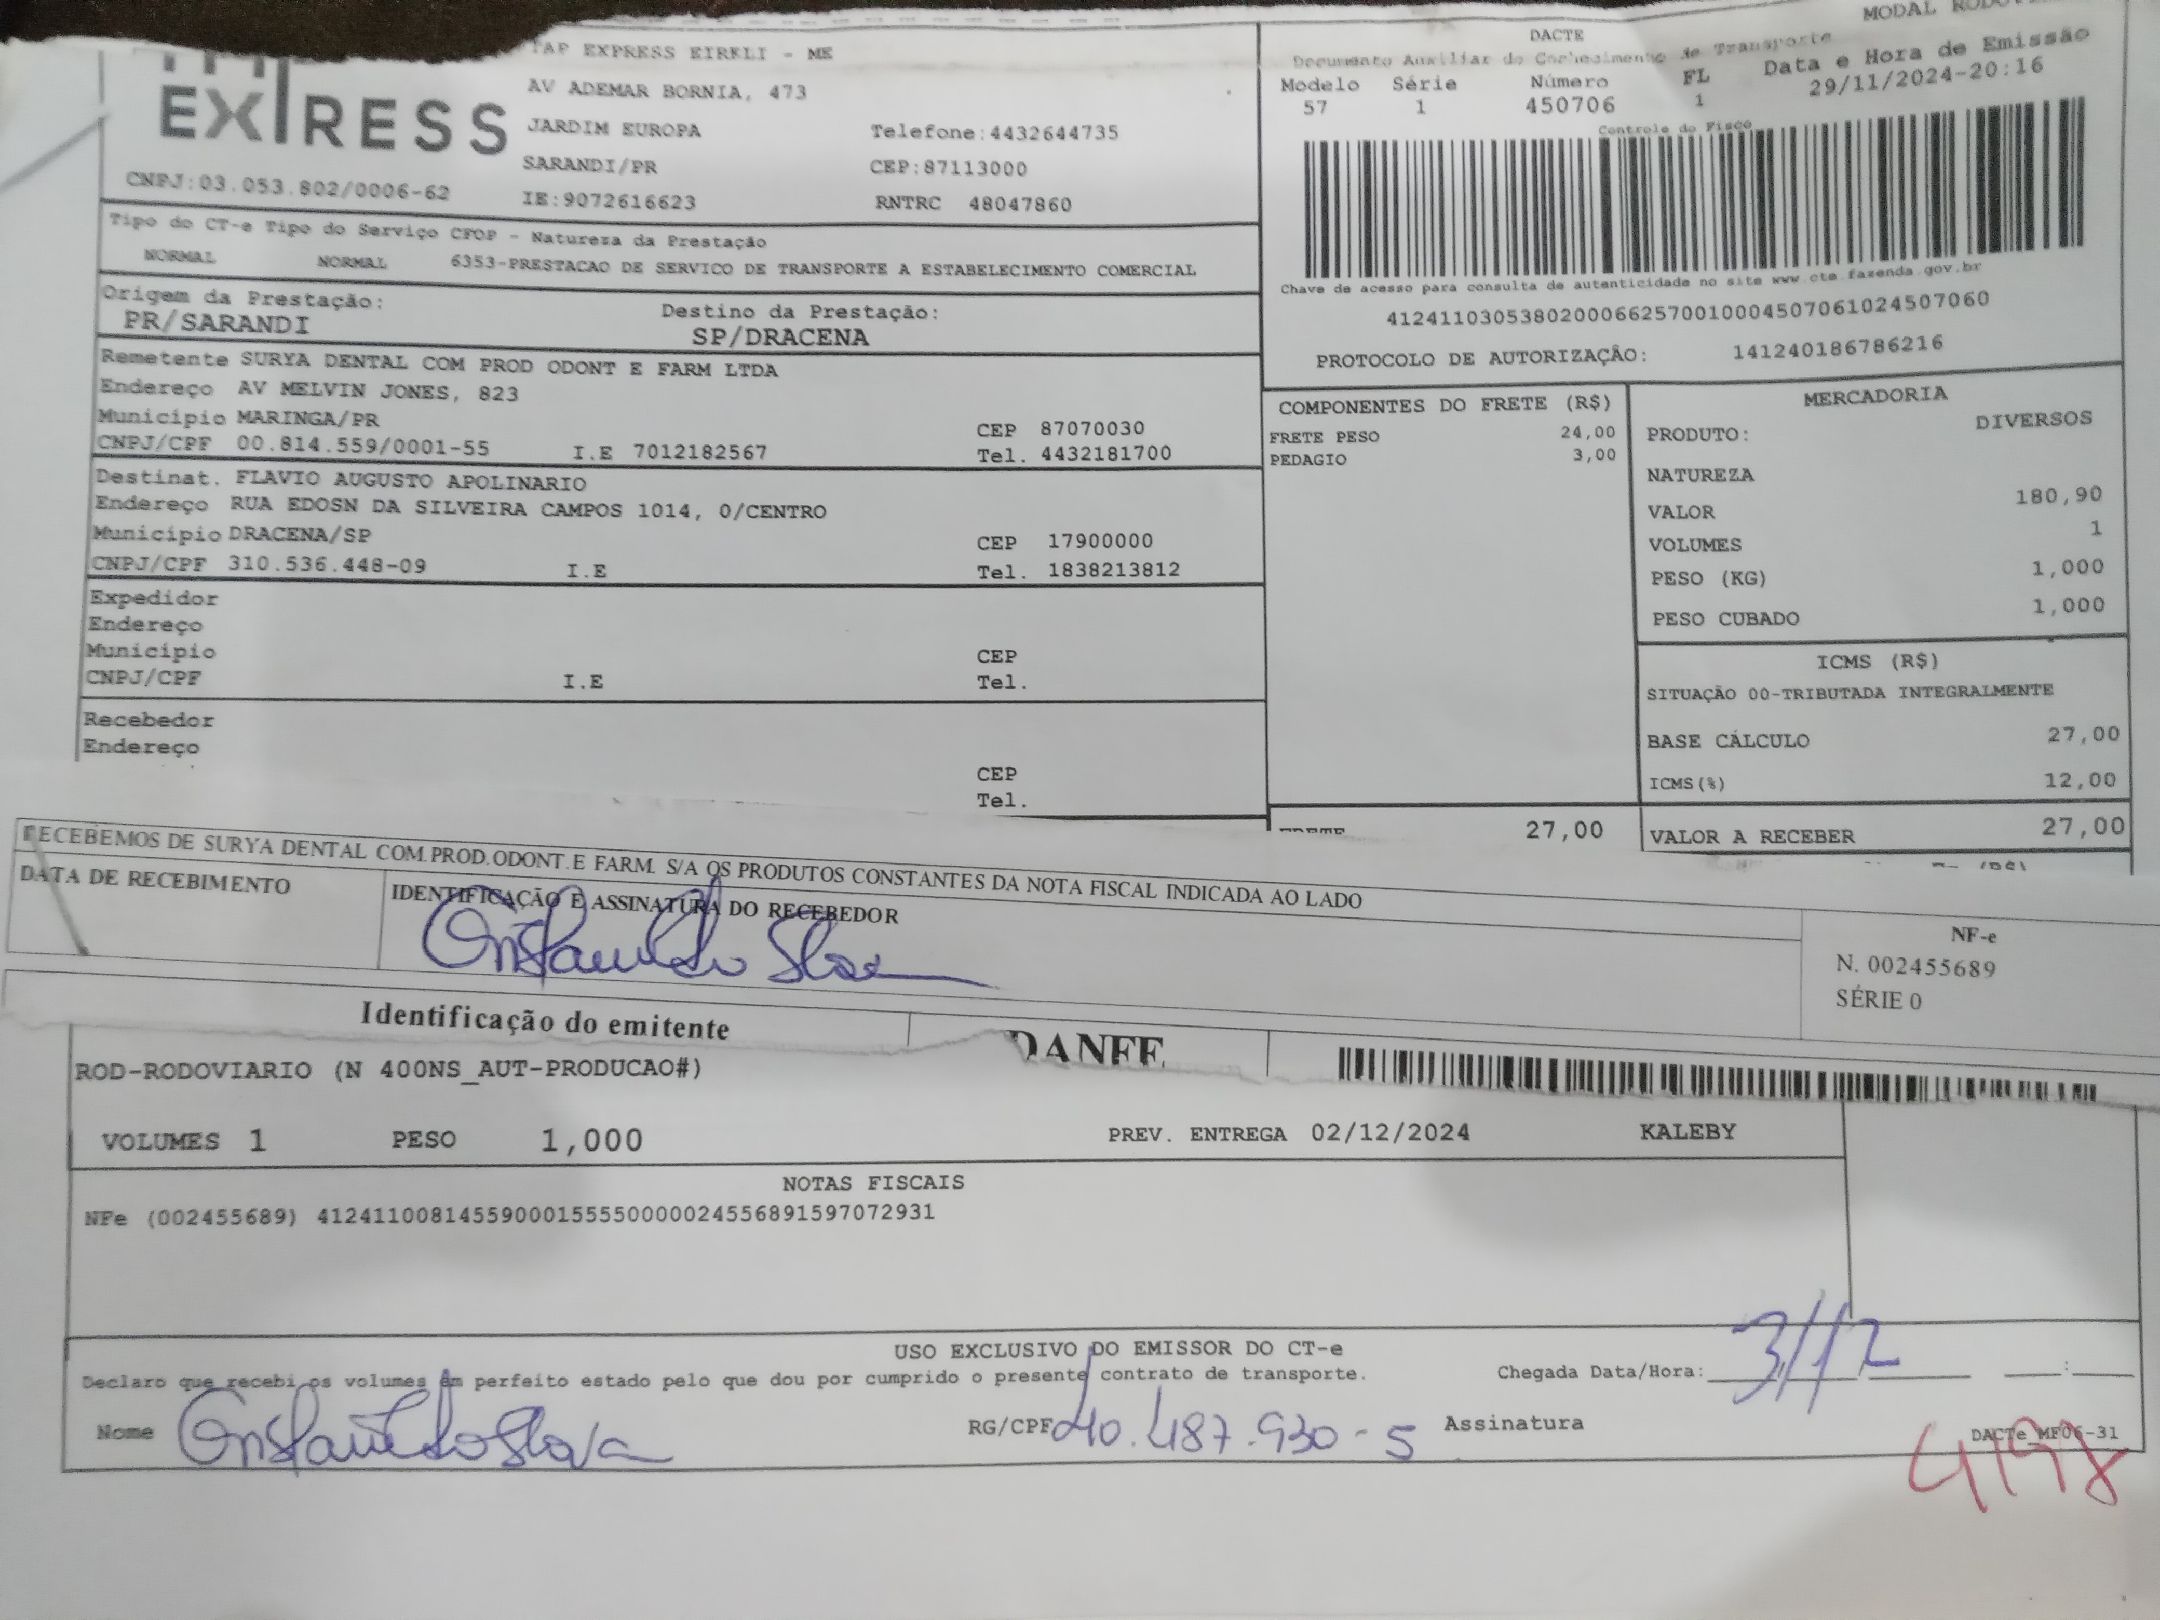 EXPRESS
TAP EXPRESS EIRELI - ME
AV ADEMAR BORNIA, 473
JARDIM EUROPA Telefone:4432644735
SARANDI/PR CEP:87113000
CNPJ:03.053.802/0006-62 IE:9072616623 RNTRC 48047860
MODAL
DACTE
Documento Auxiliar do Conhecimento de Transporte
Modelo Série Número FL Data e Hora de Emissão
57 1 450706 1 29/11/2024-20:16
Controle do Fisco
Chave de acesso para consulta de autenticidade no site www.cte.fazenda.gov.br
41241103053802000662570010004507061024507060
PROTOCOLO DE AUTORIZAÇÃO: 141240186786216
Tipo do CT-e Tipo do Serviço CFOP - Natureza da Prestação
NORMAL NORMAL 6353-PRESTACAO DE SERVICO DE TRANSPORTE A ESTABELECIMENTO COMERCIAL
Origem da Prestação: Destino da Prestação:
PR/SARANDI SP/DRACENA
Remetente SURYA DENTAL COM PROD ODONT E FARM LTDA
Endereço AV MELVIN JONES, 823
Município MARINGA/PR CEP 87070030
CNPJ/CPF 00.814.559/0001-55 I.E 7012182567 Tel. 4432181700
Destinat. FLAVIO AUGUSTO APOLINARIO
Endereço RUA EDOSN DA SILVEIRA CAMPOS 1014, 0/CENTRO
Município DRACENA/SP CEP 17900000
CNPJ/CPF 310.536.448-09 I.E Tel. 1838213812
Expedidor
Endereço
Município CEP
CNPJ/CPF I.E Tel.
Recebedor
Endereço
CEP
Tel.
COMPONENTES DO FRETE (R$)
FRETE PESO 24,00
PEDAGIO 3,00
MERCADORIA
PRODUTO: DIVERSOS
NATUREZA
VALOR 180,90
VOLUMES 1
PESO (KG) 1,000
PESO CUBADO 1,000
ICMS (R$)
SITUAÇÃO 00-TRIBUTADA INTEGRALMENTE
BASE CÁLCULO 27,00
ICMS(%) 12,00
27,00 VALOR A RECEBER 27,00
RECEBEMOS DE SURYA DENTAL COM.PROD.ODONT.E FARM. S/A OS PRODUTOS CONSTANTES DA NOTA FISCAL INDICADA AO LADO
DATA DE RECEBIMENTO IDENTIFICAÇÃO E ASSINATURA DO RECEBEDOR
NF-e
N. 002455689
SÉRIE 0
Identificação do emitente DANFE
ROD-RODOVIARIO (N 400NS_AUT-PRODUCAO#)
VOLUMES 1 PESO 1,000 PREV. ENTREGA 02/12/2024 KALEBY
NOTAS FISCAIS
NFe (002455689) 41241100814559000155550000024556891597072931
USO EXCLUSIVO DO EMISSOR DO CT-e
Declaro que recebi os volumes em perfeito estado pelo que dou por cumprido o presente contrato de transporte. Chegada Data/Hora: 3/12
Nome RG/CPF 40.487.930-5 Assinatura
DACTe MF06-31
4198